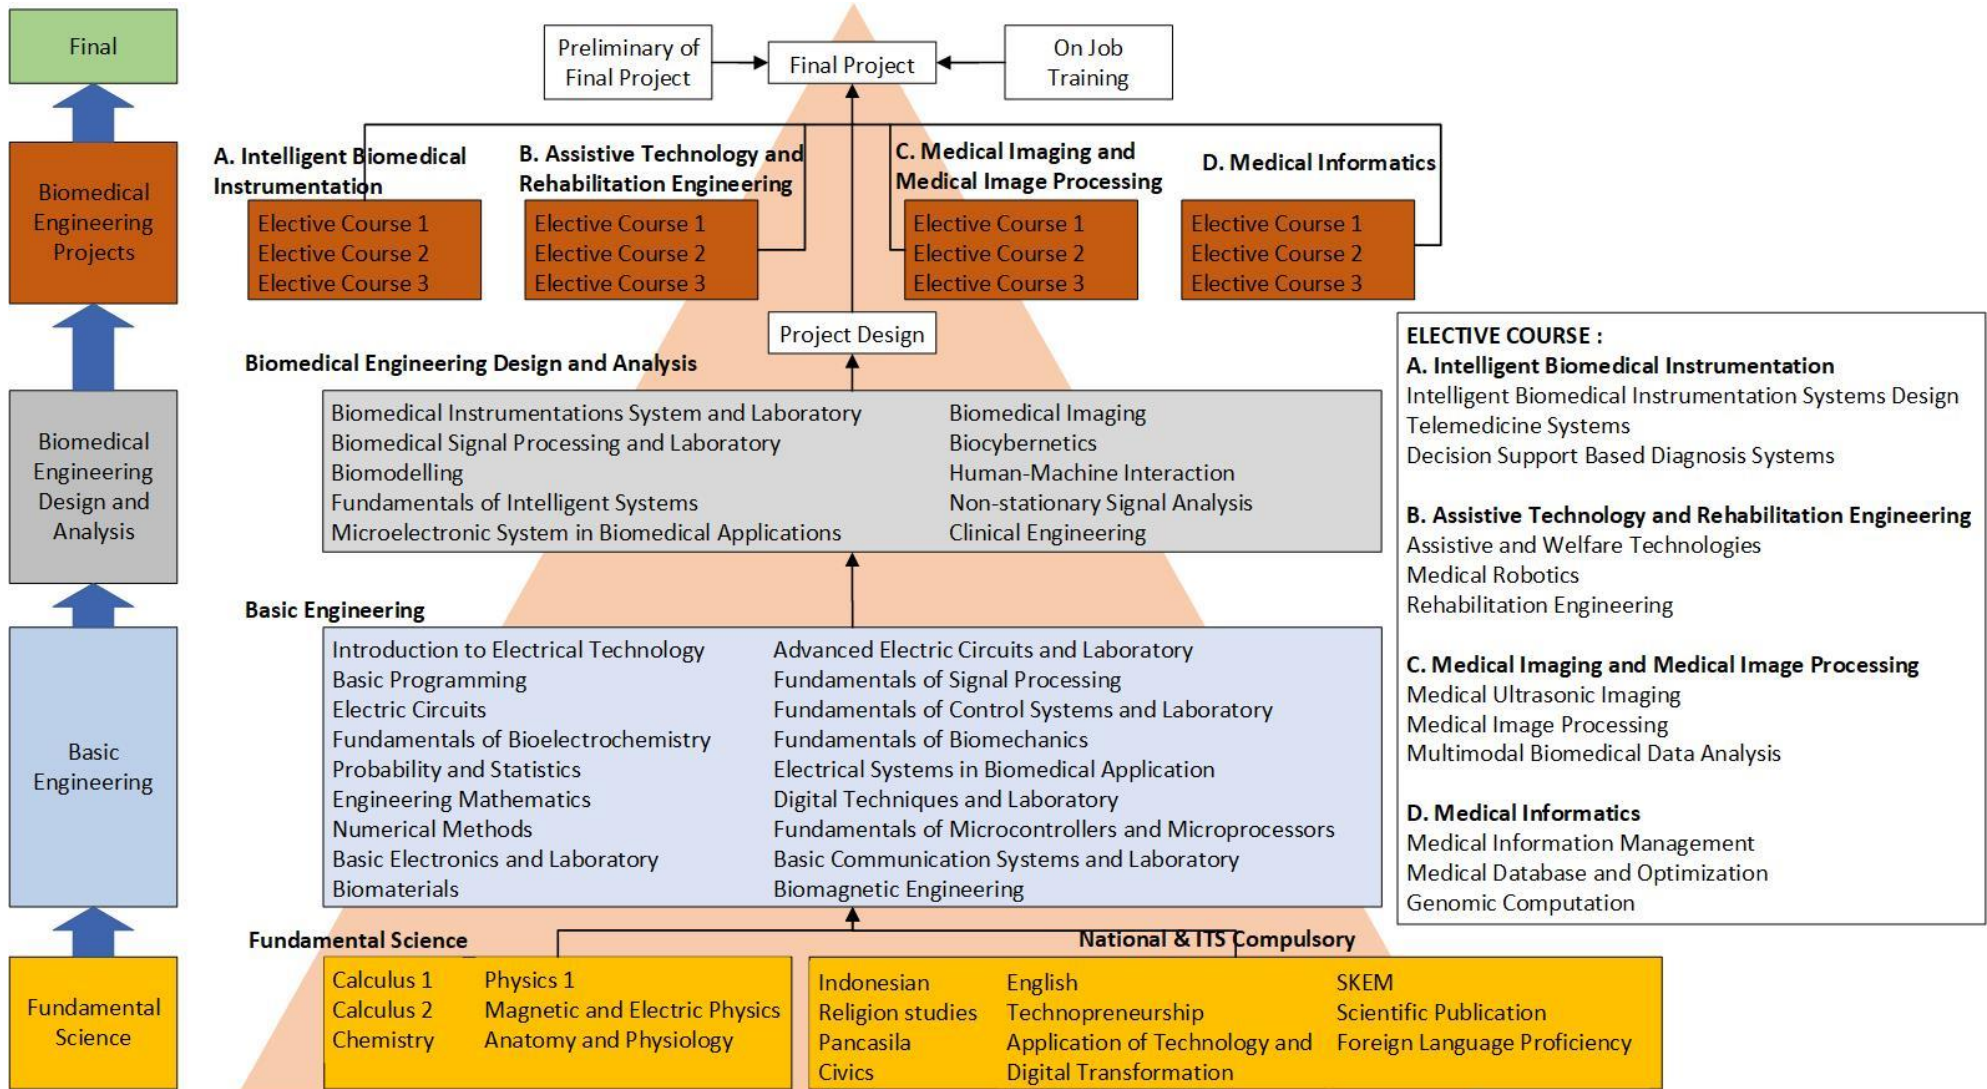 Final
Biomedical
Engineering
Projects
Biomedical
Engineering
Design and
Analysis
Basic
Engineering
Fundamental
Science
Preliminary of
Final Project
Final Project
On Job
Training
A. Intelligent Biomedical
Instrumentation
Elective Course 1
Elective Course 2
Elective Course 3
B. Assistive Technology and
Rehabilitation Engineering
Elective Course 1
Elective Course 2
Elective Course 3
C. Medical Imaging and
Medical Image Processing
Elective Course 1
Elective Course 2
Elective Course 3
D. Medical Informatics
Elective Course 1
Elective Course 2
Elective Course 3
Project Design
Biomedical Engineering Design and Analysis
Biomedical Instrumentations System and Laboratory
Biomedical Signal Processing and Laboratory
Biomodelling
Fundamentals of Intelligent Systems
Microelectronic System in Biomedical Applications
Biomedical Imaging
Biocybernetics
Human-Machine Interaction
Non-stationary Signal Analysis
Clinical Engineering
Basic Engineering
Introduction to Electrical Technology
Basic Programming
Electric Circuits
Fundamentals of Bioelectrochemistry
Probability and Statistics
Engineering Mathematics
Numerical Methods
Basic Electronics and Laboratory
Biomaterials
Advanced Electric Circuits and Laboratory
Fundamentals of Signal Processing
Fundamentals of Control Systems and Laboratory
Fundamentals of Biomechanics
Electrical Systems in Biomedical Application
Digital Techniques and Laboratory
Fundamentals of Microcontrollers and Microprocessors
Basic Communication Systems and Laboratory
Biomagnetic Engineering
Fundamental Science
Calculus 1
Calculus 2
Chemistry
Physics 1
Magnetic and Electric Physics
Anatomy and Physiology
National & ITS Compulsory
Indonesian
Religion studies
Pancasila
Civics
English
Technopreneurship
Application of Technology and
Digital Transformation
SKEM
Scientific Publication
Foreign Language Proficiency
ELECTIVE COURSE :
A. Intelligent Biomedical Instrumentation
Intelligent Biomedical Instrumentation Systems Design
Telemedicine Systems
Decision Support Based Diagnosis Systems
B. Assistive Technology and Rehabilitation Engineering
Assistive and Welfare Technologies
Medical Robotics
Rehabilitation Engineering
C. Medical Imaging and Medical Image Processing
Medical Ultrasonic Imaging
Medical Image Processing
Multimodal Biomedical Data Analysis
D. Medical Informatics
Medical Information Management
Medical Database and Optimization
Genomic Computation